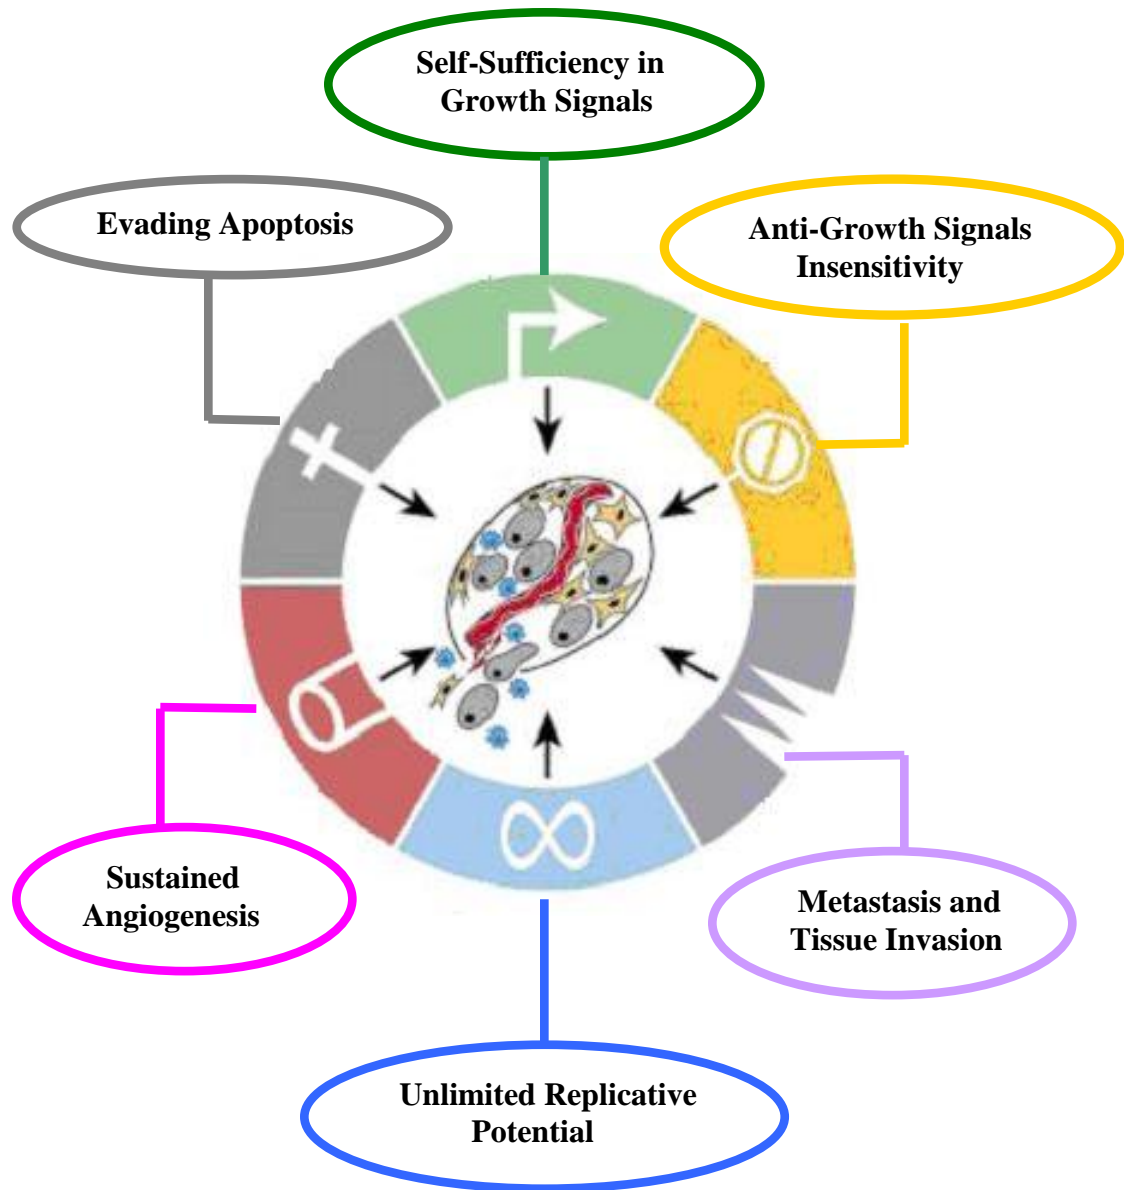 Self-Sufficiency in
Growth Signals
Evading Apoptosis
Anti-Growth Signals
Insensitivity
Sustained
Angiogenesis
Metastasis and
Tissue Invasion
Unlimited Replicative
Potential